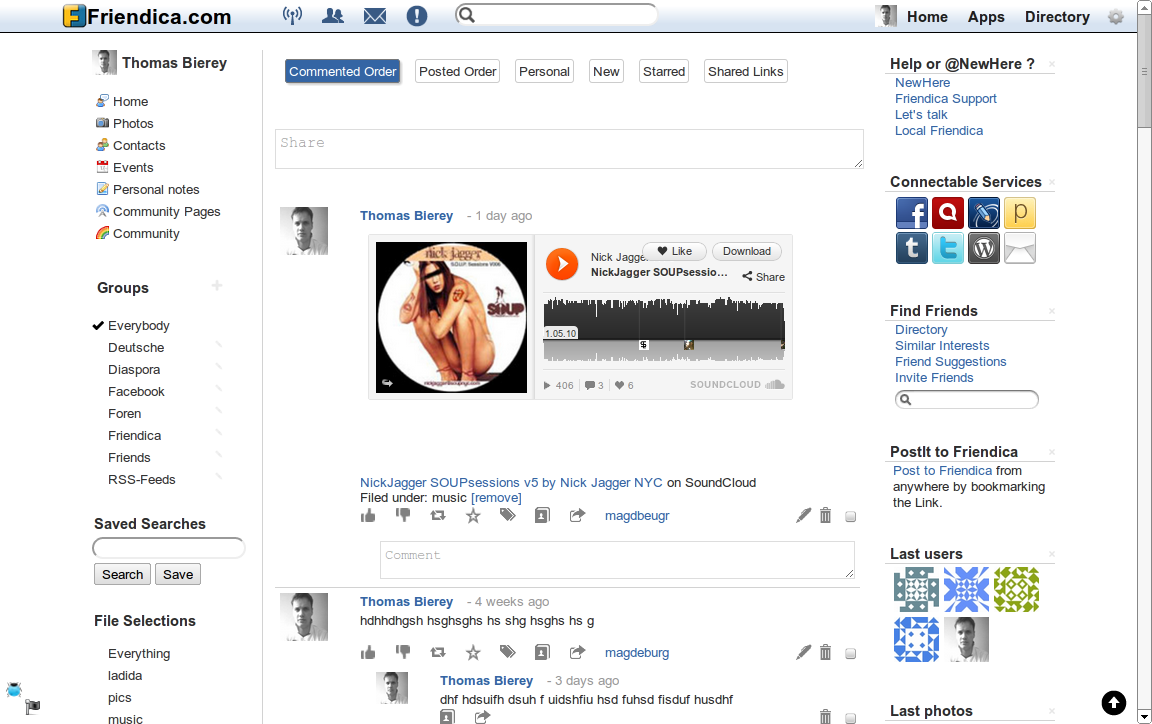 Friendica.com
Home Apps Directory
Thomas Bierey
Home
Photos
Contacts
Events
Personal notes
Community Pages
Community
Groups
Everybody
Deutsche
Diaspora
Facebook
Foren
Friendica
Friends
RSS-Feeds
Saved Searches
Search Save
File Selections
Everything
ladida
pics
music
Commented Order Posted Order Personal New Starred Shared Links
Share
Thomas Bierey - 1 day ago
nick jagger
S.O.U.P. Sessions V005
SOUP
Nick Jagge
Like Download
NickJagger SOUPsessio...
Share
1.05.10
406 3 6
SOUNDCLOUD
NickJagger SOUPsessions v5 by Nick Jagger NYC on SoundCloud
Filed under: music [remove]
magdbeugr
Comment
Thomas Bierey - 4 weeks ago
hdhhdhgsh hsghsghs hs shg hsghs hs g
magdeburg
Thomas Bierey - 3 days ago
dhf hdsuifh dsuh f uidshfiu hsd fuhsd fisduf husdhf
Help or @NewHere ?
NewHere
Friendica Support
Let's talk
Local Friendica
Connectable Services
Find Friends
Directory
Similar Interests
Friend Suggestions
Invite Friends
PostIt to Friendica
Post to Friendica from
anywhere by bookmarking
the Link.
Last users
Last photos